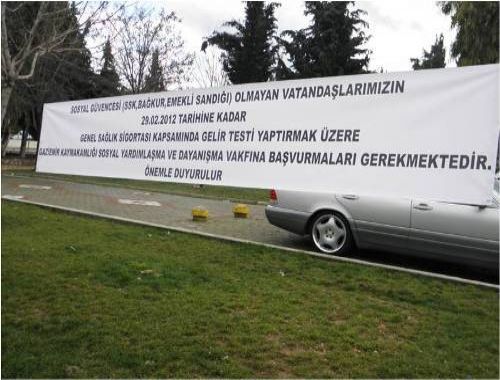 SOSYAL GÜVENCESİ (SSK,BAĞKUR,EMEKLİ SANDIĞI) OLMAYAN VATANDAŞLARIMIZIN
29.02.2012 TARİHİNE KADAR
GENEL SAĞLIK SİGORTASI KAPSAMINDA GELİR TESTİ YAPTIRMAK ÜZERE
GAZİEMİR KAYMAKAMLIĞI SOSYAL YARDIMLAŞMA VE DAYANIŞMA VAKFINA BAŞVURMALARI GEREKMEKTEDİR.
ÖNEMLE DUYURULUR